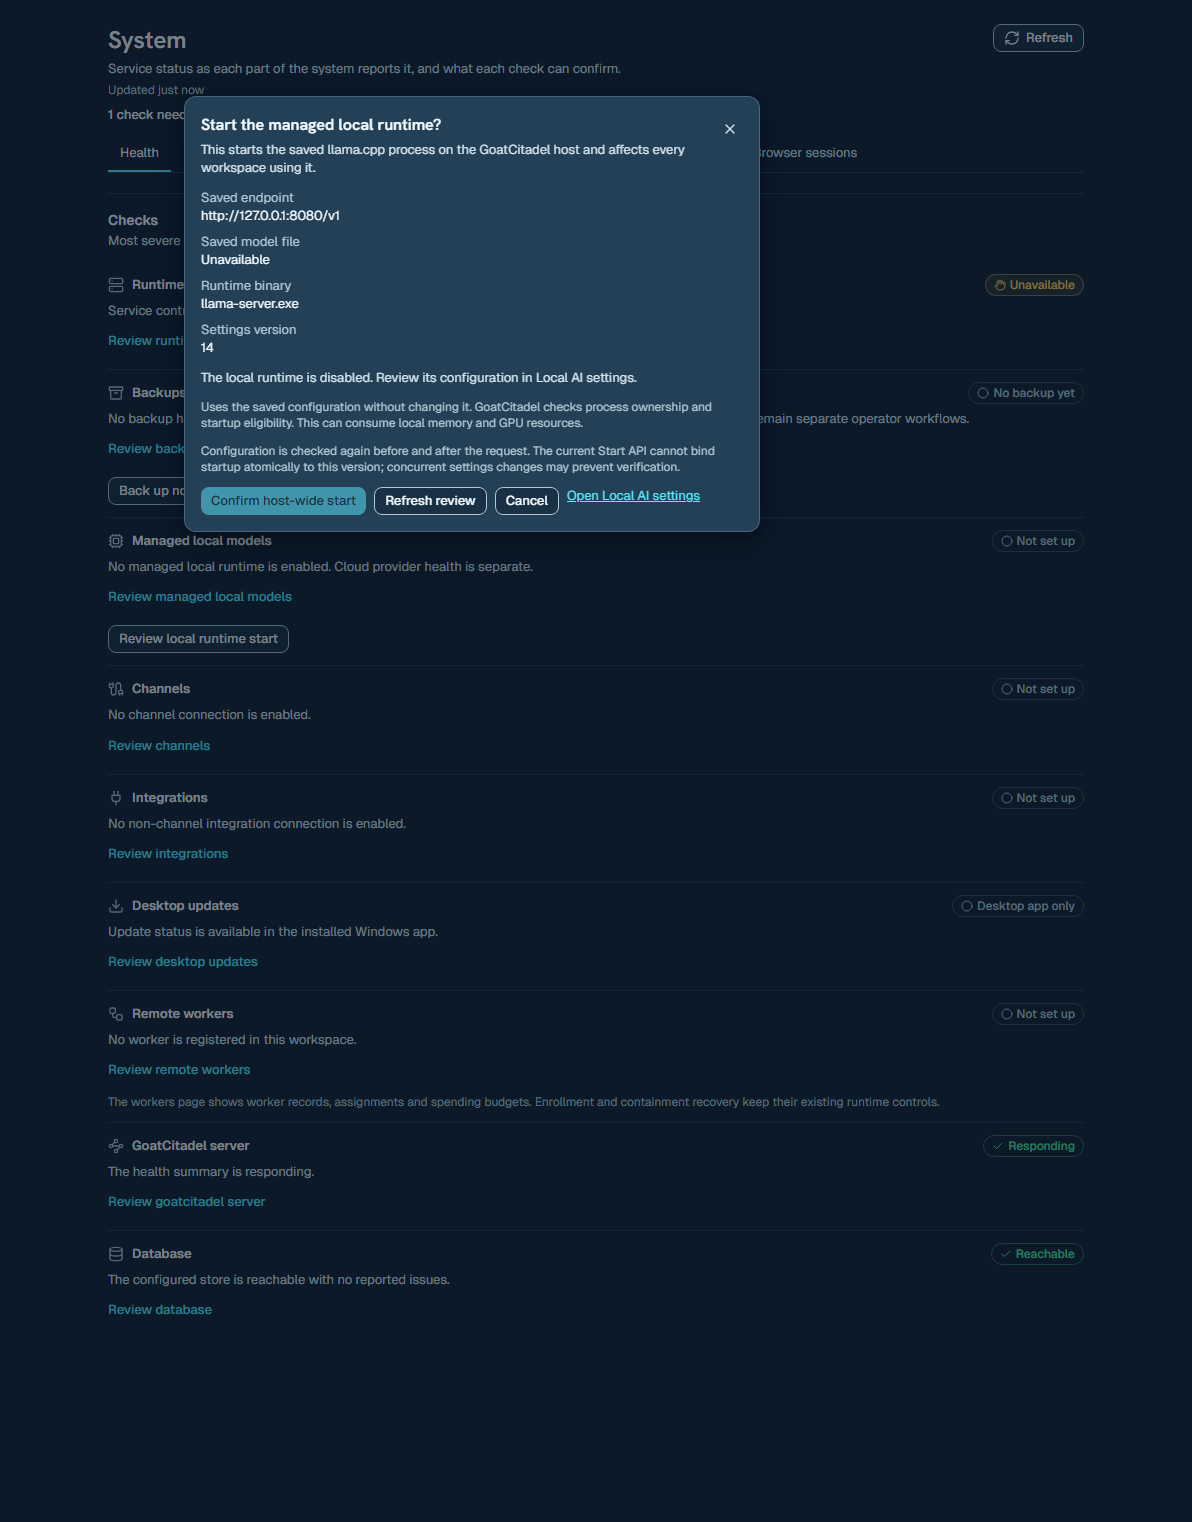 System
Refresh
Service status as each part of the system reports it, and what each check can confirm.
Updated just now
1 check
Health
Browser sessions
Start the managed local runtime?
This starts the saved llama.cpp process on the GoatCitadel host and affects every
workspace using it.
Saved endpoint
http://127.0.0.1:8080/v1
Saved model file
Unavailable
Runtime binary
llama-server.exe
Settings version
14
The local runtime is disabled. Review its configuration in Local AI settings.
Uses the saved configuration without changing it. GoatCitadel checks process ownership and
startup eligibility. This can consume local memory and GPU resources.
Configuration is checked again before and after the request. The current Start API cannot bind
startup atomically to this version; concurrent settings changes may prevent verification.
Confirm host-wide start
Refresh review
Cancel
Open Local AI settings
Checks
Most severe
Runtime
Unavailable
Service
Review
Backups
No backup yet
No backup
remain separate operator workflows.
Review
Back up
Managed local models
Not set up
No managed local runtime is enabled. Cloud provider health is separate.
Review managed local models
Review local runtime start
Channels
Not set up
No channel connection is enabled.
Review channels
Integrations
Not set up
No non-channel integration connection is enabled.
Review integrations
Desktop updates
Desktop app only
Update status is available in the installed Windows app.
Review desktop updates
Remote workers
Not set up
No worker is registered in this workspace.
Review remote workers
The workers page shows worker records, assignments and spending budgets. Enrollment and containment recovery keep their existing runtime controls.
GoatCitadel server
Responding
The health summary is responding.
Review goatcitadel server
Database
Reachable
The configured store is reachable with no reported issues.
Review database